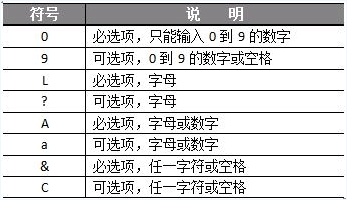 符号 说 明
0 必选项，只能输入 0 到 9 的数字
9 可选项，0 到 9 的数字或空格
L 必选项，字母
? 可选项，字母
A 必选项，字母或数字
a 可选项，字母或数字
& 必选项，任一字符或空格
C 可选项，任一字符或空格